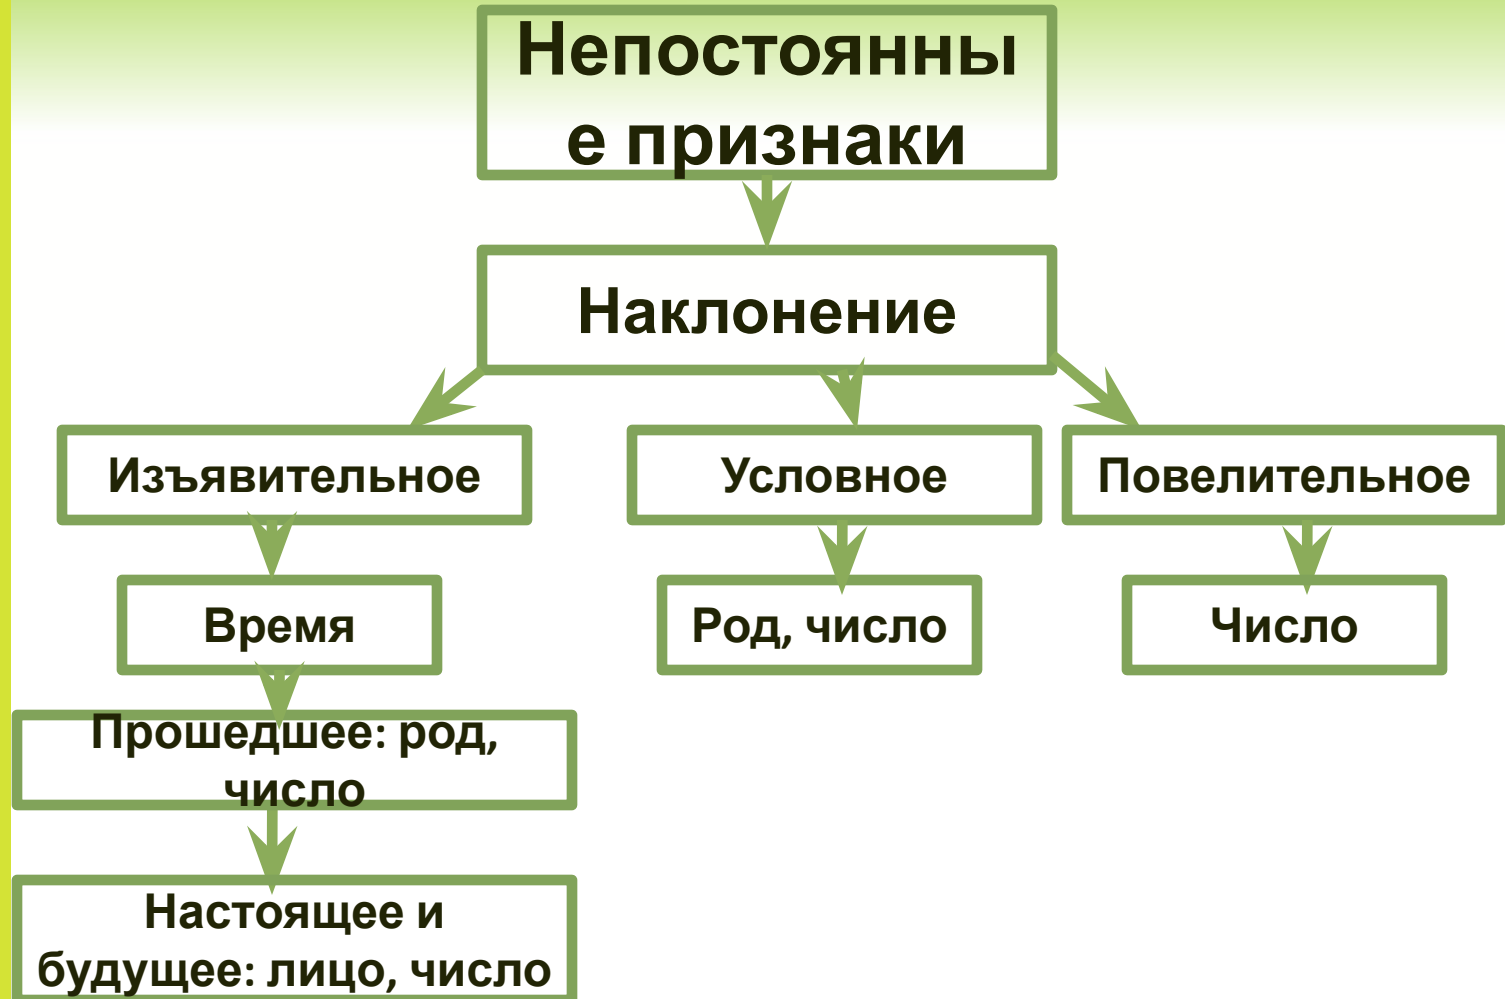 Непостоянны
е признаки
Наклонение
Изъявительное
Условное
Повелительное
Время
Род, число
Число
Прошедшее: род,
число
Настоящее и
будущее: лицо, число